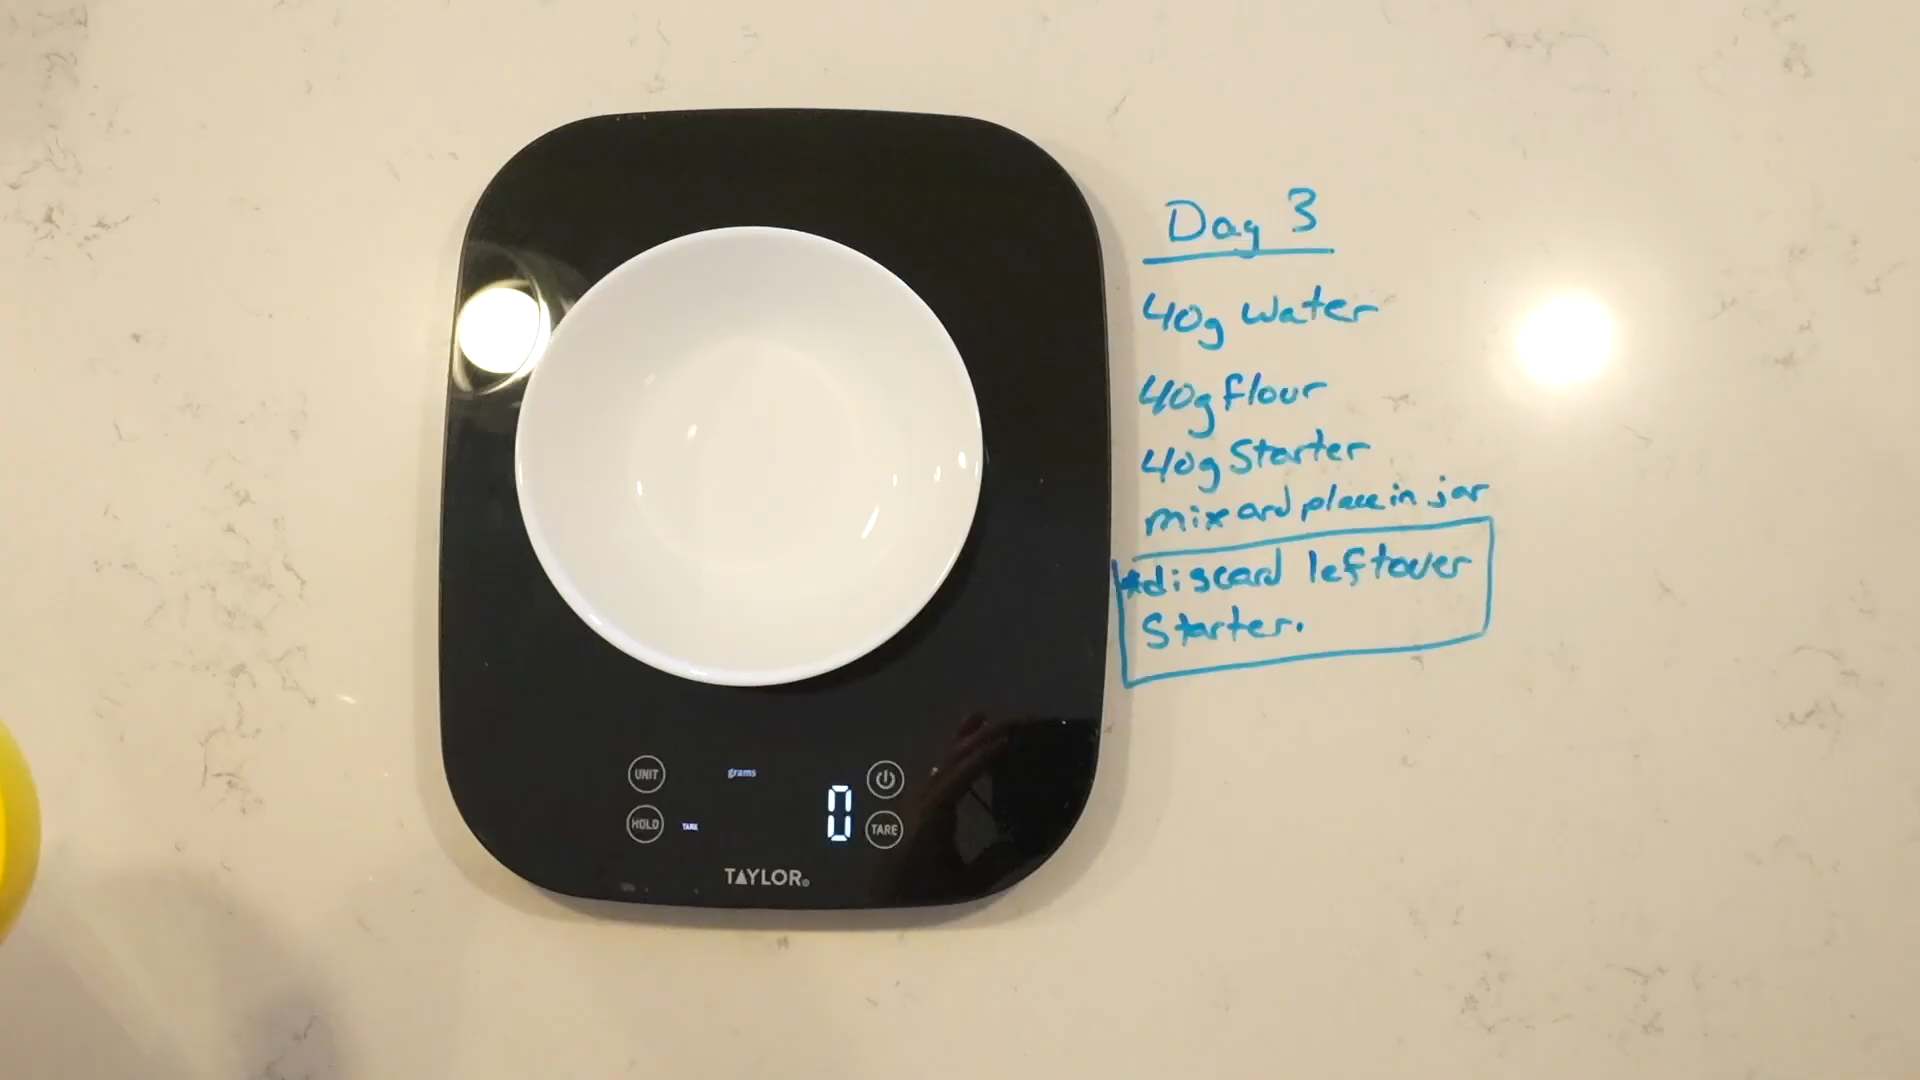 Day 3
40g water
40g flour
40g Starter
mix and place in jar
*discard leftover
Starter.
UNIT
grams
HOLD
TARE
0
TARE
TAYLOR®